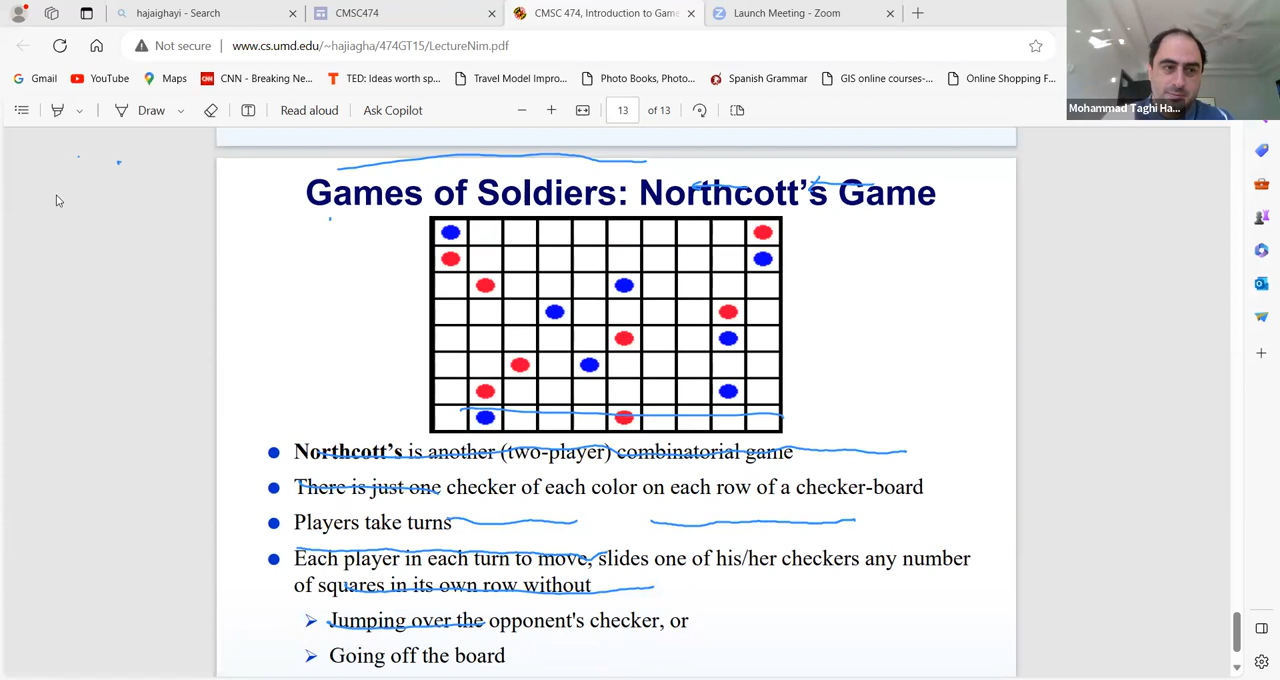 hajaighayi - Search
CMSC474
CMSC 474, Introduction to Game
Launch Meeting - Zoom
Not secure
www.cs.umd.edu/~hajiagha/474GT15/LectureNim.pdf
Gmail
YouTube
Maps
CNN - Breaking Ne...
TED: Ideas worth sp...
Travel Model Impro...
Photo Books, Photo...
Spanish Grammar
GIS online courses-...
Online Shopping F...
Mohammad Taghi Ha...
Draw
Read aloud
Ask Copilot
13
of 13
Games of Soldiers: Northcott's Game
Northcott's is another (two-player) combinatorial game
There is just one checker of each color on each row of a checker-board
Players take turns
Each player in each turn to move, slides one of his/her checkers any number
of squares in its own row without
Jumping over the opponent's checker, or
Going off the board